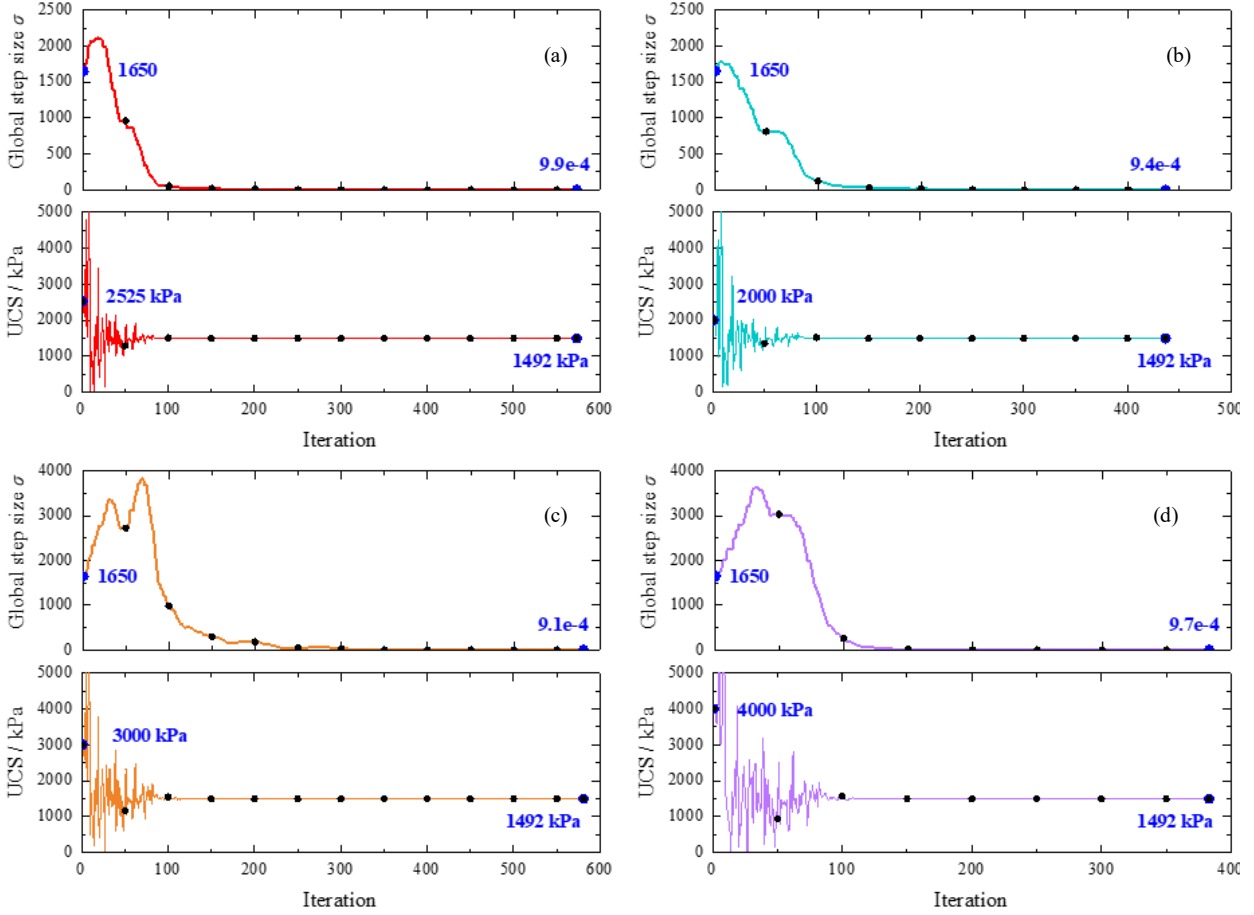 Global step size σ
2500
2000
1500
1000
500
0
1650
(a)
9.9e-4
UCS / kPa
5000
4000
3000
2000
1000
0
2525 kPa
1492 kPa
0 100 200 300 400 500 600
Iteration
Global step size σ
2500
2000
1500
1000
500
0
1650
(b)
9.4e-4
UCS / kPa
5000
4000
3000
2000
1000
0
2000 kPa
1492 kPa
0 100 200 300 400 500
Iteration
Global step size σ
4000
3000
2000
1000
0
1650
(c)
9.1e-4
UCS / kPa
5000
4000
3000
2000
1000
0
3000 kPa
1492 kPa
0 100 200 300 400 500 600
Iteration
Global step size σ
4000
3000
2000
1000
0
1650
(d)
9.7e-4
UCS / kPa
5000
4000
3000
2000
1000
0
4000 kPa
1492 kPa
0 100 200 300 400
Iteration